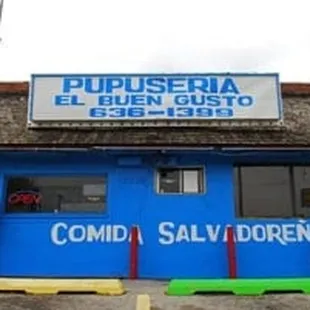 PUPUSERIA
EL BUEN GUSTO
636-1399
OPEN
COMIDA SALVADOREÑ